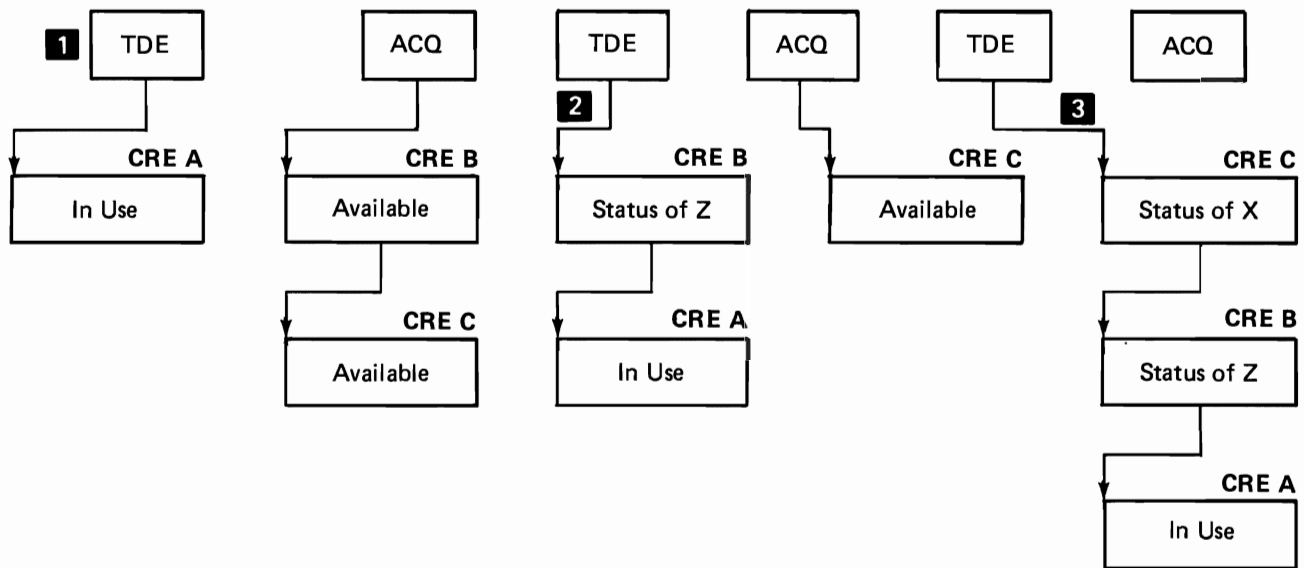 1 TDE ACQ TDE ACQ TDE ACQ
2 3
CRE A CRE B CRE B CRE C CRE C
In Use Available Status of Z Available Status of X
CRE C CRE A CRE B
Available In Use Status of Z
CRE A
In Use